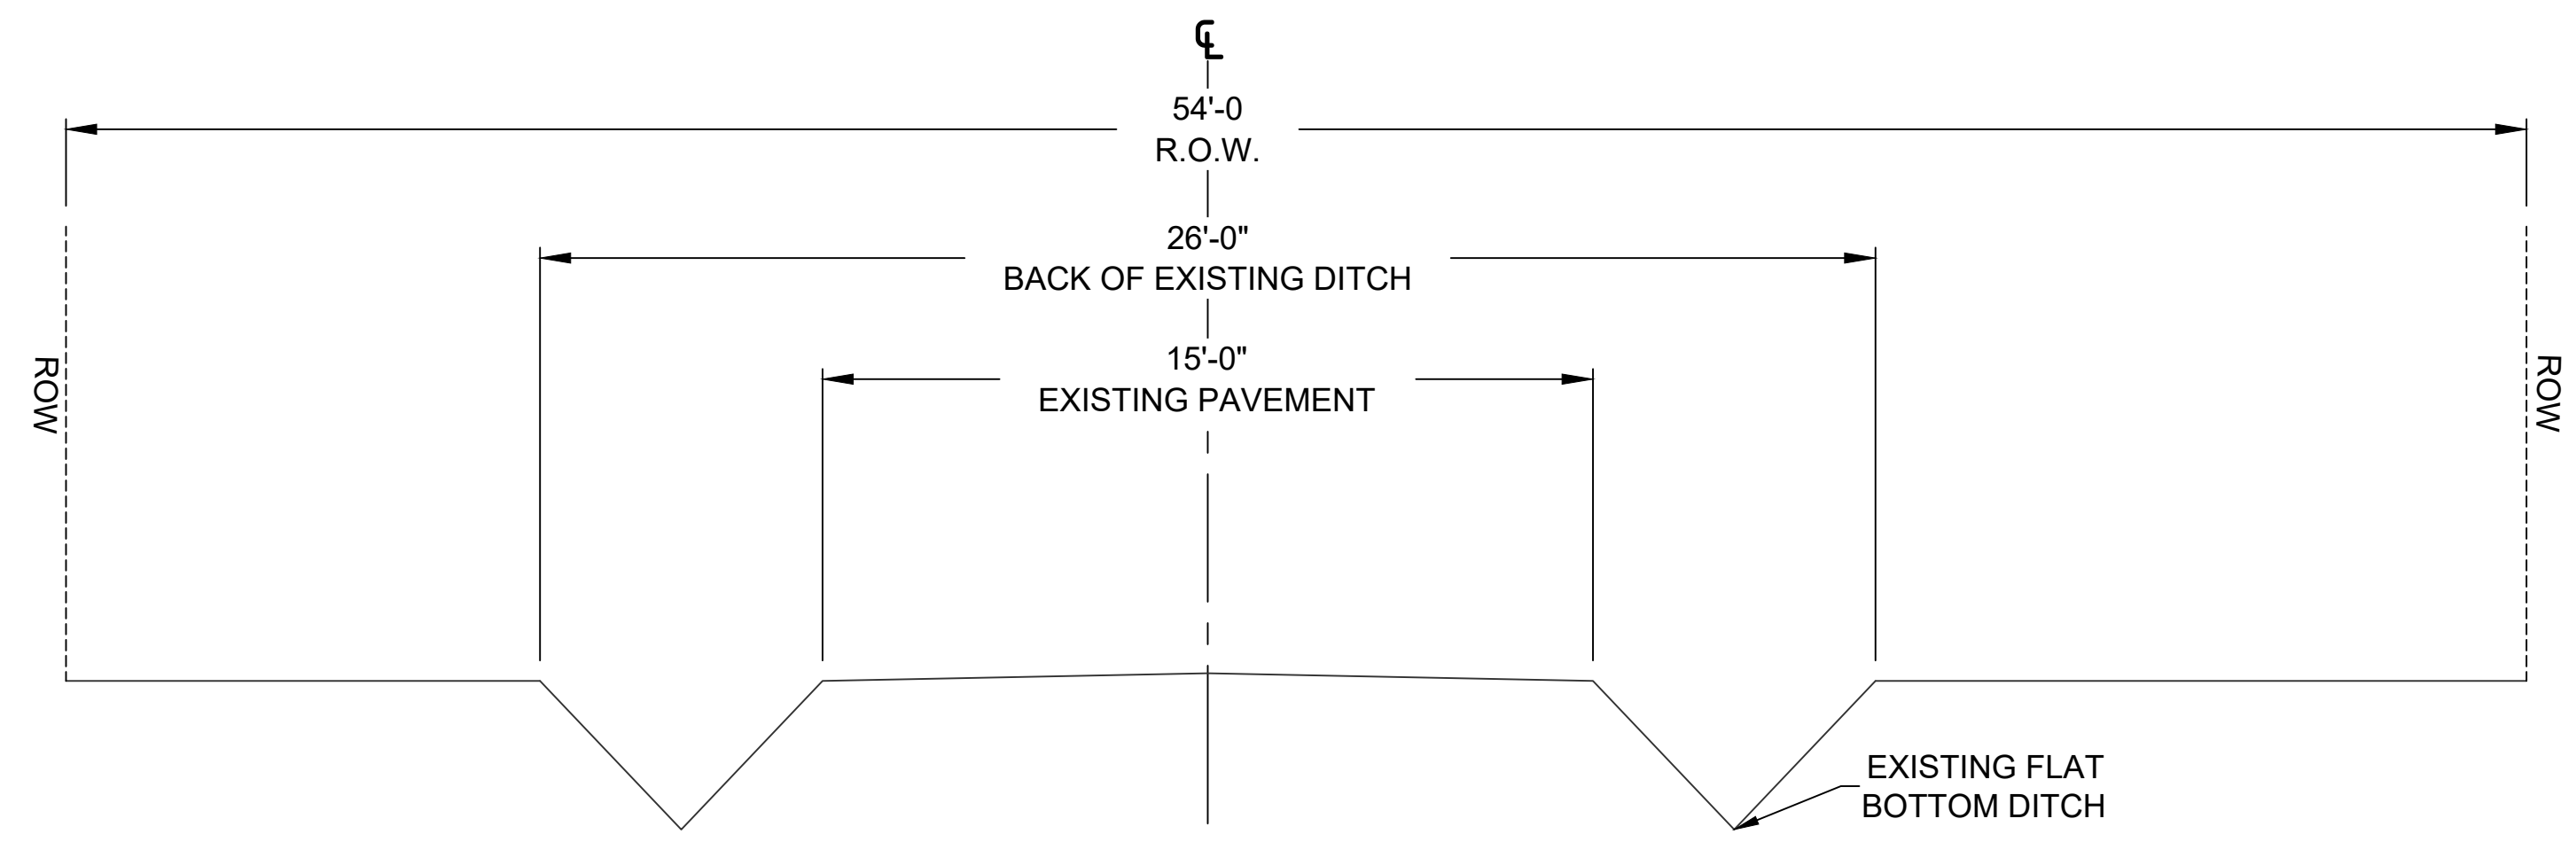 ℄
54'-0
R.O.W.
26'-0"
BACK OF EXISTING DITCH
15'-0"
EXISTING PAVEMENT
ROW
ROW
EXISTING FLAT
BOTTOM DITCH